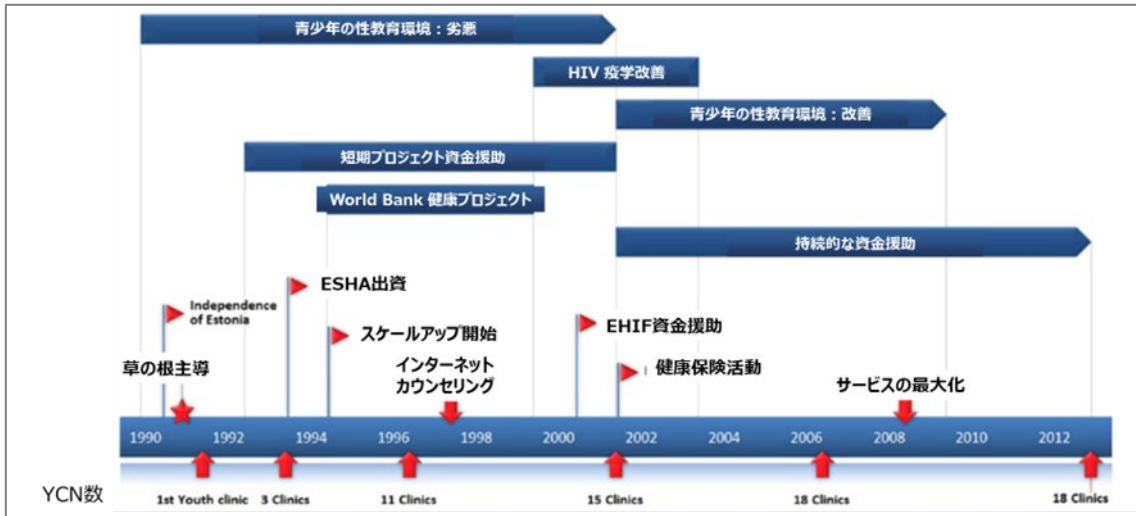 青少年の性教育環境：劣悪
HIV 疫学改善
青少年の性教育環境：改善
短期プロジェクト資金援助
World Bank 健康プロジェクト
持続的な資金援助
ESHA出資
Independence
of Estonia
EHIF資金援助
スケールアップ開始
草の根主導
インターネット
カウンセリング
健康保険活動
サービスの最大化
1990 1992 1994 1996 1998 2000 2002 2004 2006 2008 2010 2012
YCN数
1st Youth clinic 3 Clinics 11 Clinics 15 Clinics 18 Clinics 18 Clinics